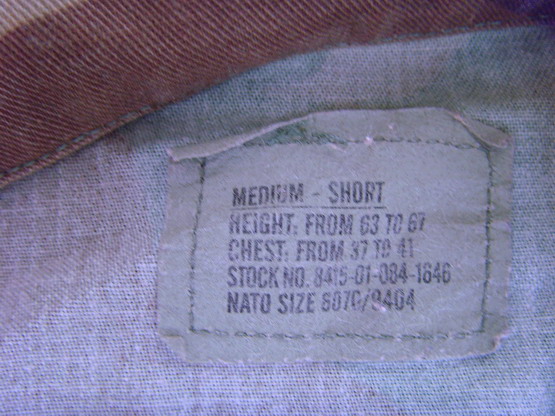 MEDIUM - SHORT
HEIGHT: FROM 63 TO 67
CHEST: FROM 37 TO 41
STOCK NO. 8415-01-084-1646
NATO SIZE 6070/9404